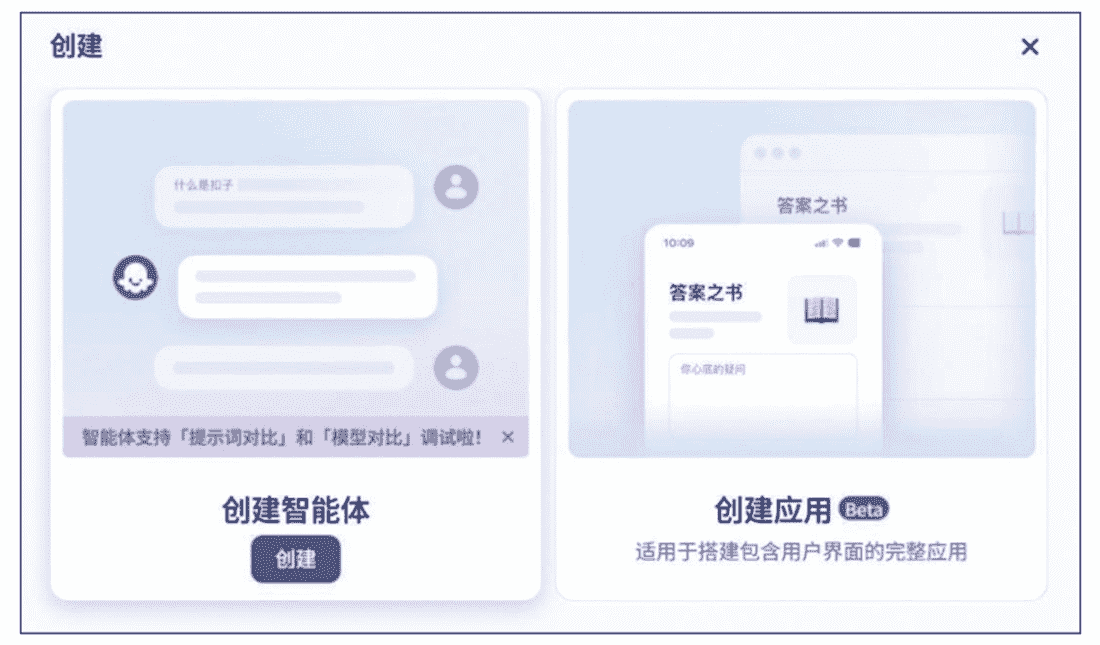 创建
什么是扣子
智能体支持「提示词对比」和「模型对比」调试啦!
创建智能体
创建
答案之书
10:09
答案之书
你心底的疑问
创建应用 Beta
适用于搭建包含用户界面的完整应用